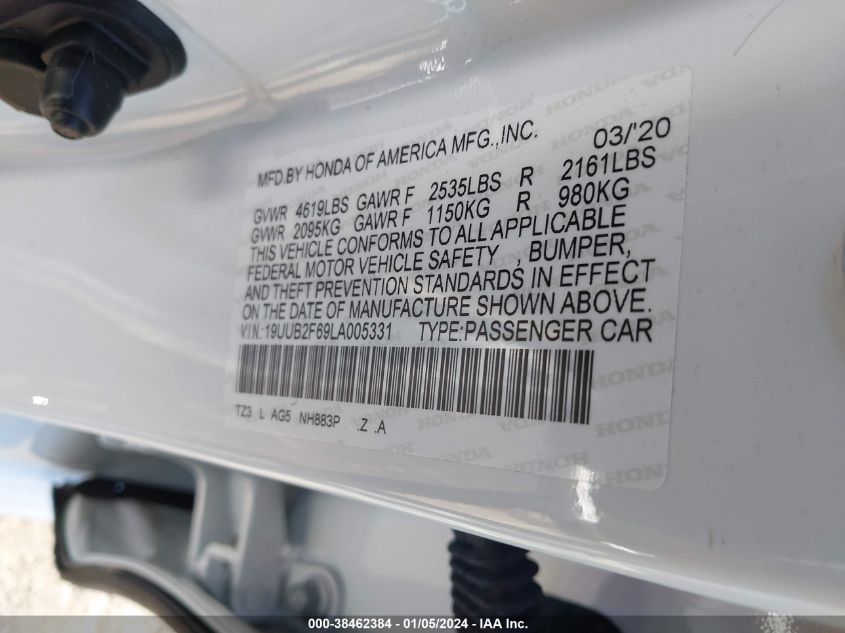 MFD.BY HONDA OF AMERICA MFG.,INC. 03/'20
GVWR 4619LBS GAWR F 2535LBS R 2161LBS
GVWR 2095KG GAWR F 1150KG R 980KG
THIS VEHICLE CONFORMS TO ALL APPLICABLE
FEDERAL MOTOR VEHICLE SAFETY , BUMPER,
AND THEFT PREVENTION STANDARDS IN EFFECT
ON THE DATE OF MANUFACTURE SHOWN ABOVE.
V.I.N.:19UUB2F69LA005331 TYPE:PASSENGER CAR
TZ3 L AG5 NH883P .Z .A
HONDA
000-38462384 - 01/05/2024 - IAA Inc.